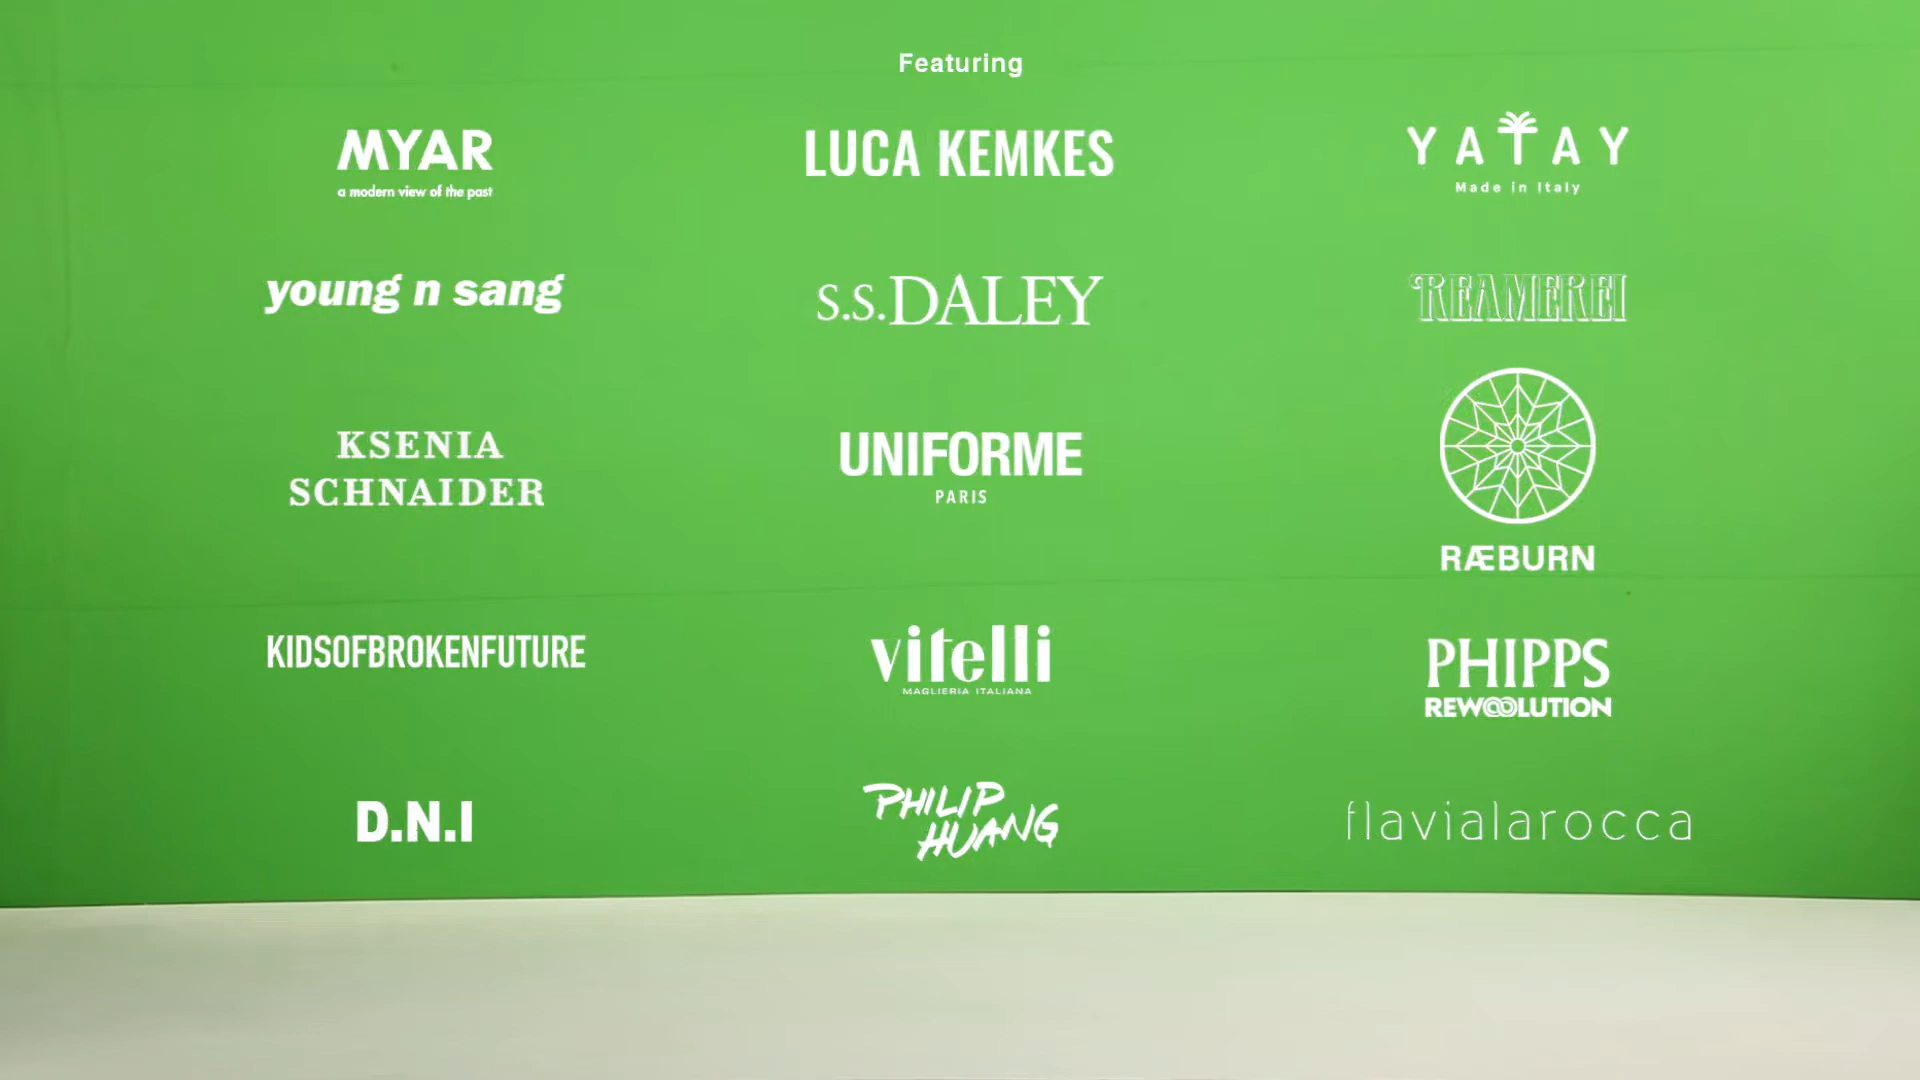 Featuring
MYAR
a modern view of the past
LUCA KEMKES
YATAY
Made in Italy
young n sang
s.s.DALEY
REAMEREI
KSENIA
SCHNAIDER
UNIFORME
PARIS
RÆBURN
KIDSOFBROKENFUTURE
vitelli
MAGLIERIA ITALIANA
PHIPPS
REWOOLUTION
D.N.I
PHILIP
HUANG
flavialarocca